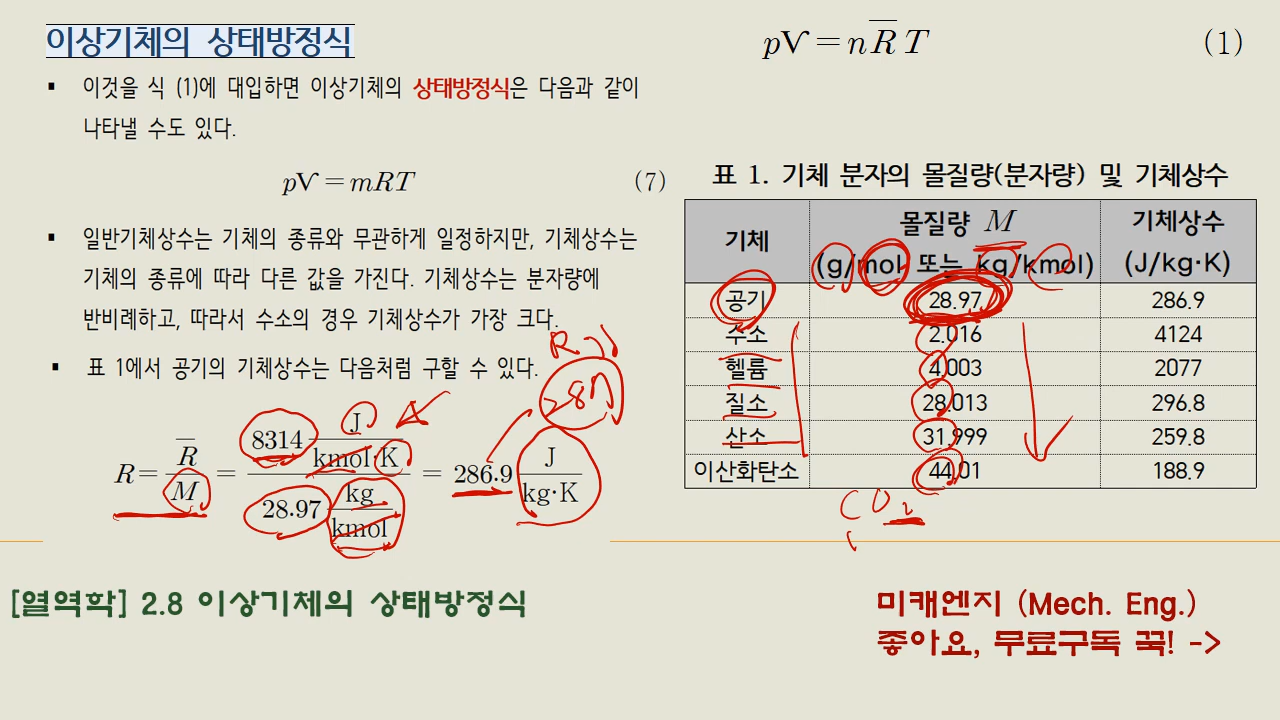 이상기체의 상태방정식
pV = nR̅ T (1)
▪ 이것을 식 (1)에 대입하면 이상기체의 상태방정식은 다음과 같이
나타낼 수도 있다.
pV = mRT (7)
▪ 일반기체상수는 기체의 종류와 무관하게 일정하지만, 기체상수는
기체의 종류에 따라 다른 값을 가진다. 기체상수는 분자량에
반비례하고, 따라서 수소의 경우 기체상수가 가장 크다.
▪ 표 1에서 공기의 기체상수는 다음처럼 구할 수 있다.
R
287
R = R̅/M = (8314 J/(kmol·K))/(28.97 kg/kmol) = 286.9 J/(kg·K)
표 1. 기체 분자의 몰질량(분자량) 및 기체상수
기체 몰질량 M (g/mol 또는 kg/kmol) 기체상수 (J/kg·K)
공기 28.97 286.9
수소 2.016 4124
헬륨 4.003 2077
질소 28.013 296.8
산소 31.999 259.8
이산화탄소 44.01 188.9
CO₂
[열역학] 2.8 이상기체의 상태방정식
미캐엔지 (Mech. Eng.)
좋아요, 무료구독 꾹! ->